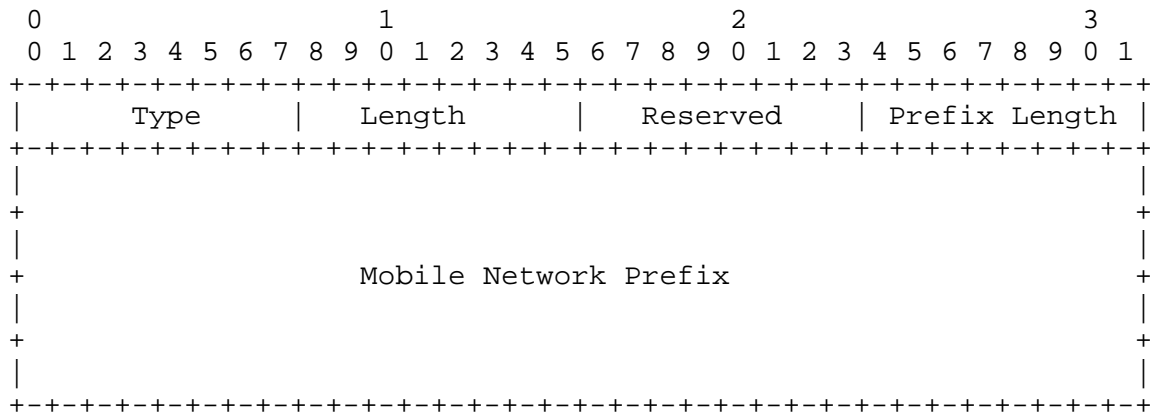 0                   1                   2                   3
 0 1 2 3 4 5 6 7 8 9 0 1 2 3 4 5 6 7 8 9 0 1 2 3 4 5 6 7 8 9 0 1
+-+-+-+-+-+-+-+-+-+-+-+-+-+-+-+-+-+-+-+-+-+-+-+-+-+-+-+-+-+-+-+-+
|      Type     |   Length      |   Reserved    | Prefix Length |
+-+-+-+-+-+-+-+-+-+-+-+-+-+-+-+-+-+-+-+-+-+-+-+-+-+-+-+-+-+-+-+-+
|                                                               |
+                                                               +
|                                                               |
+                   Mobile Network Prefix                       +
|                                                               |
+                                                               +
|                                                               |
+-+-+-+-+-+-+-+-+-+-+-+-+-+-+-+-+-+-+-+-+-+-+-+-+-+-+-+-+-+-+-+-+